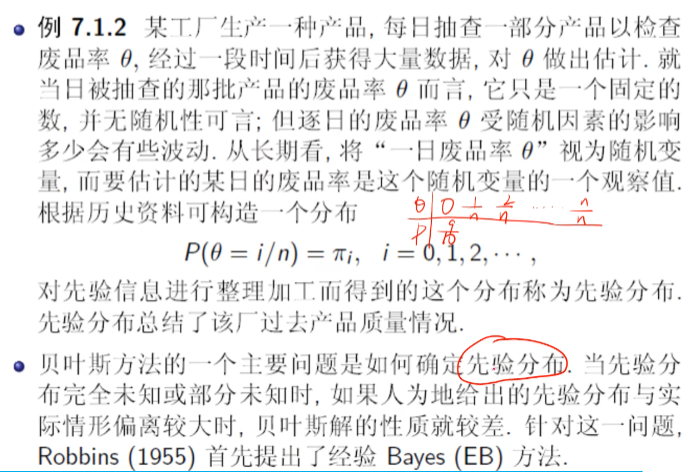 例 7.1.2 某工厂生产一种产品, 每日抽查一部分产品以检查
废品率 θ, 经过一段时间后获得大量数据, 对 θ 做出估计. 就
当日被抽查的那批产品的废品率 θ 而言, 它只是一个固定的
数, 并无随机性可言; 但逐日的废品率 θ 受随机因素的影响
多少会有些波动. 从长期看, 将“一日废品率 θ”视为随机变
量, 而要估计的某日的废品率是这个随机变量的一个观察值.
根据历史资料可构造一个分布
θ 0 1/n 2/n …… n/n
P
P(θ = i/n) = πᵢ, i = 0, 1, 2, ⋯ ,
对先验信息进行整理加工而得到的这个分布称为先验分布.
先验分布总结了该厂过去产品质量情况.
贝叶斯方法的一个主要问题是如何确定先验分布. 当先验分
布完全未知或部分未知时, 如果人为地给出的先验分布与实
际情形偏离较大时, 贝叶斯解的性质就较差. 针对这一问题,
Robbins (1955) 首先提出了经验 Bayes (EB) 方法.